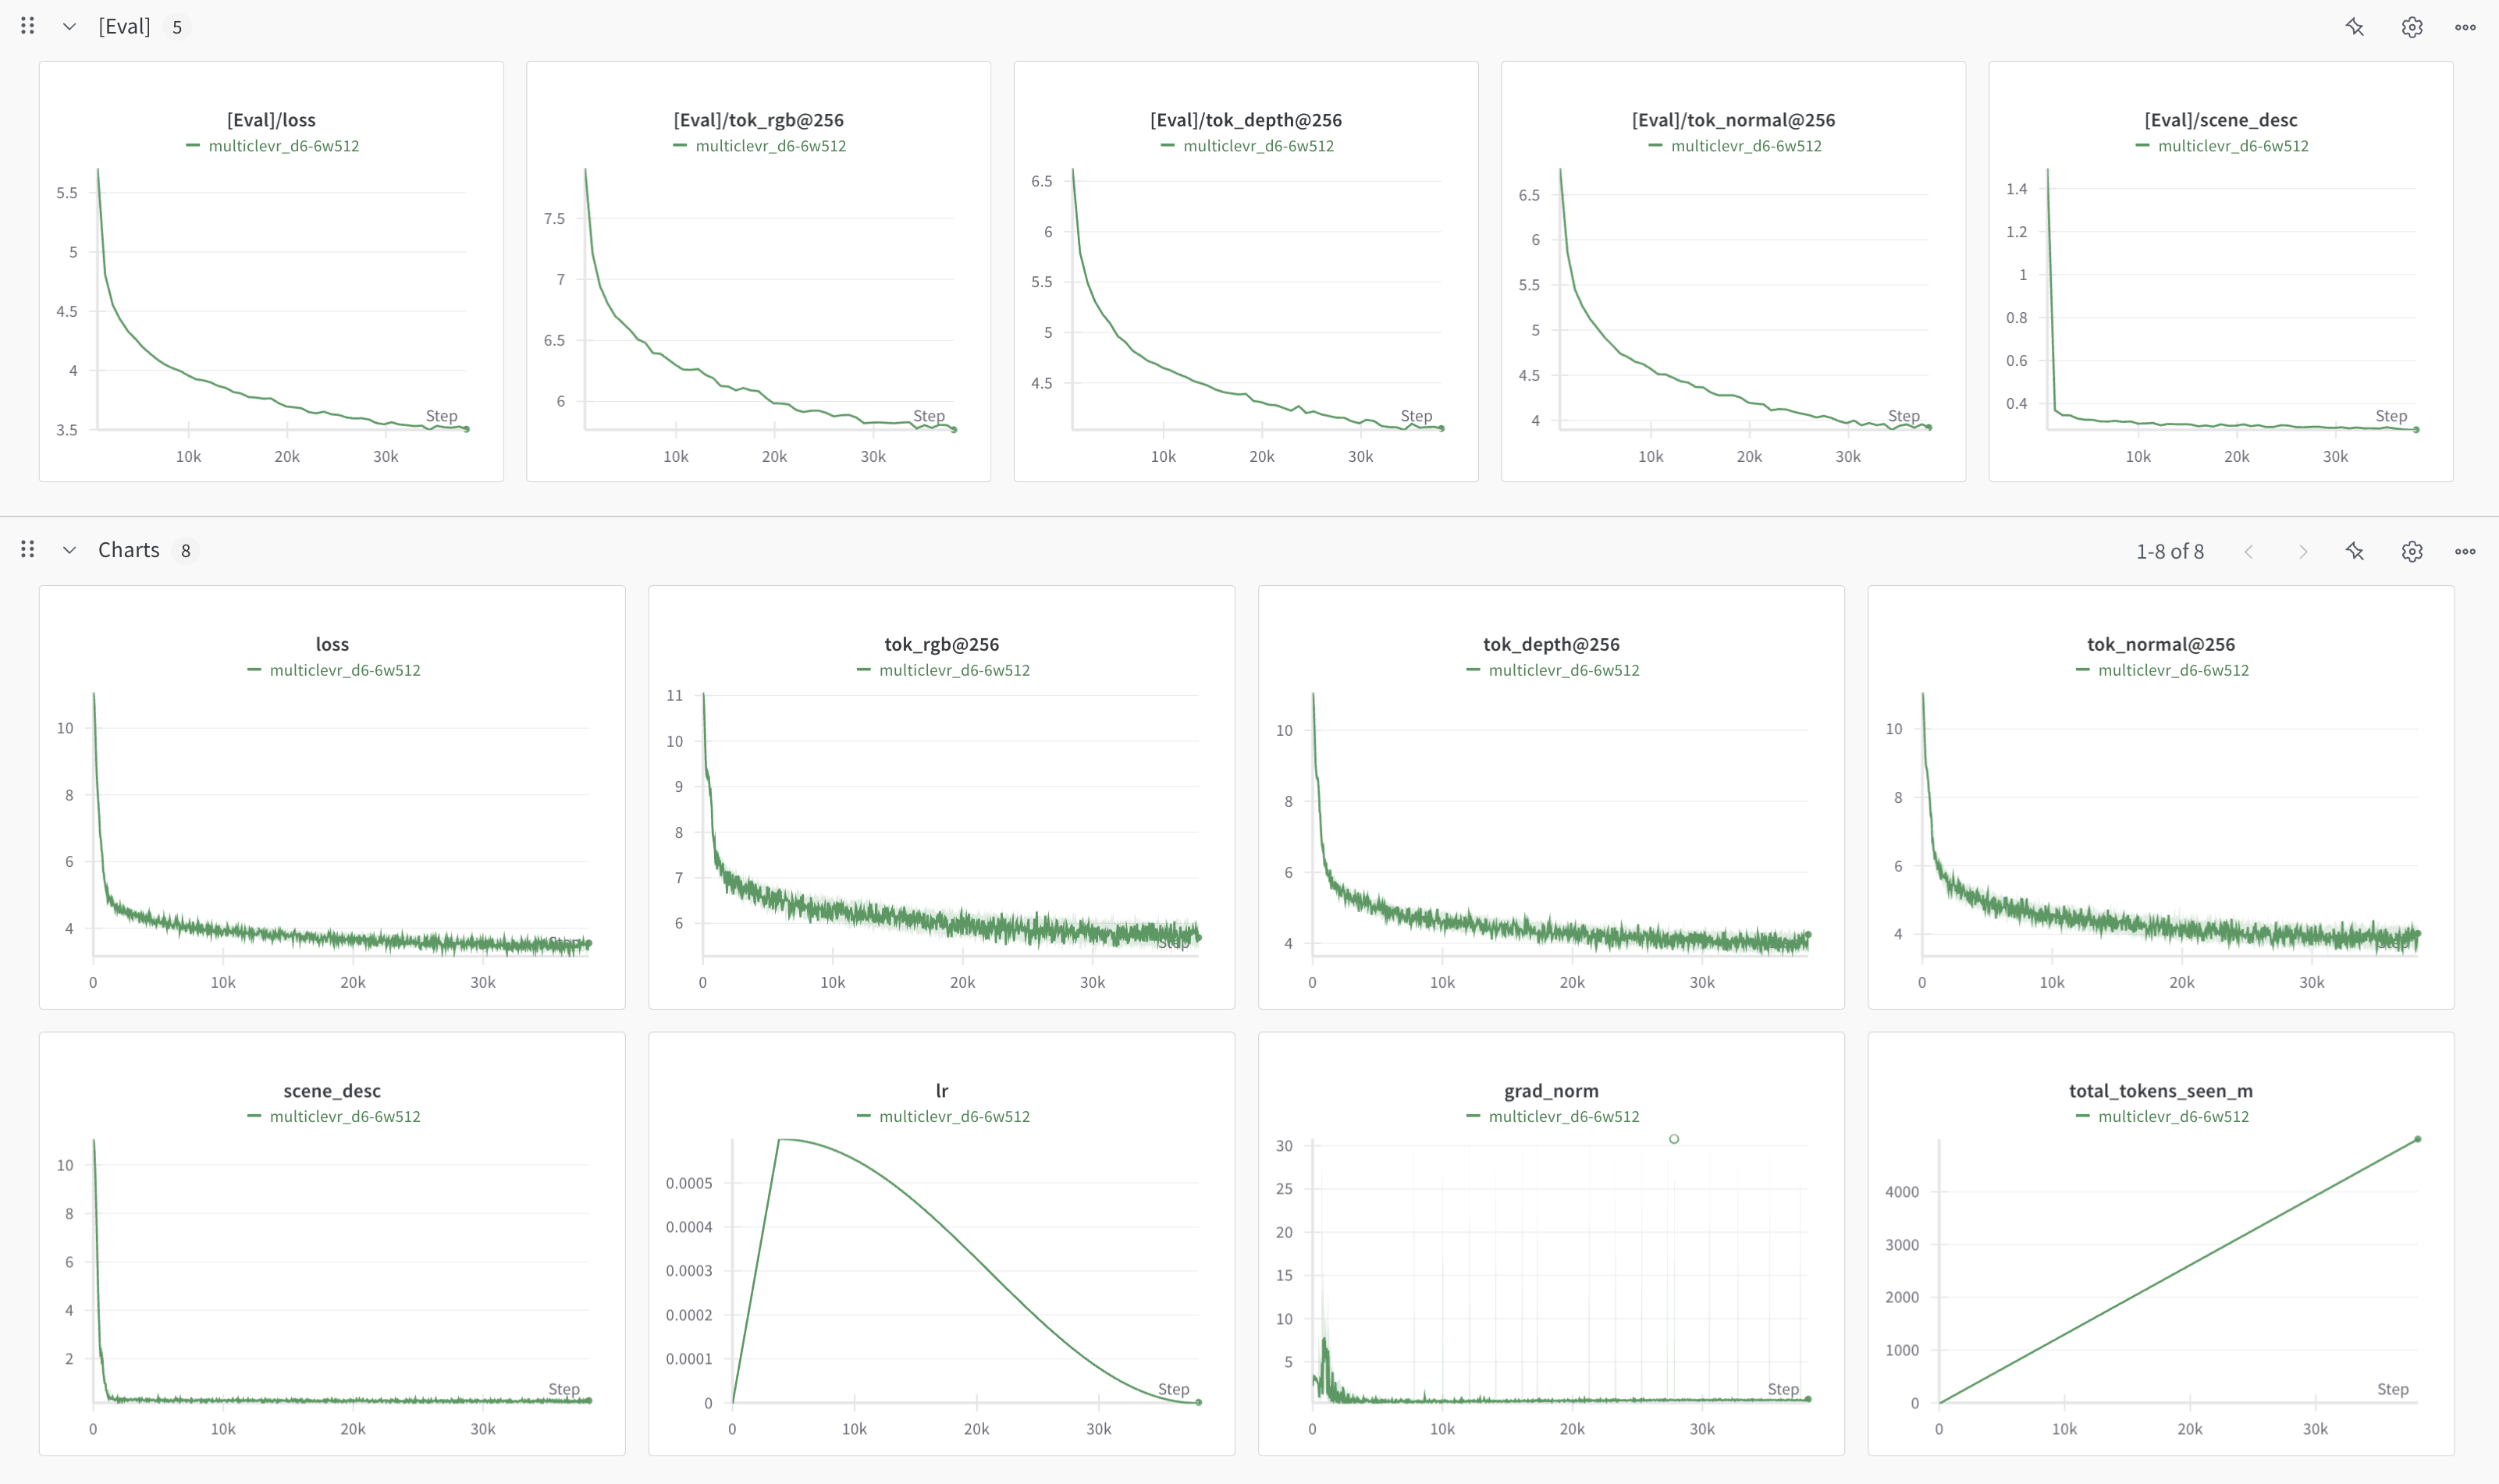 [Eval] 5
[Eval]/loss
multiclevr_d6-6w512
5.5
5
4.5
4
3.5
Step
10k 20k 30k
[Eval]/tok_rgb@256
multiclevr_d6-6w512
7.5
7
6.5
6
Step
10k 20k 30k
[Eval]/tok_depth@256
multiclevr_d6-6w512
6.5
6
5.5
5
4.5
Step
10k 20k 30k
[Eval]/tok_normal@256
multiclevr_d6-6w512
6.5
6
5.5
5
4.5
4
Step
10k 20k 30k
[Eval]/scene_desc
multiclevr_d6-6w512
1.4
1.2
1
0.8
0.6
0.4
Step
10k 20k 30k
Charts 8
1-8 of 8
loss
multiclevr_d6-6w512
10
8
6
4
Step
0 10k 20k 30k
tok_rgb@256
multiclevr_d6-6w512
11
10
9
8
7
6
Step
0 10k 20k 30k
tok_depth@256
multiclevr_d6-6w512
10
8
6
4
Step
0 10k 20k 30k
tok_normal@256
multiclevr_d6-6w512
10
8
6
4
Step
0 10k 20k 30k
scene_desc
multiclevr_d6-6w512
10
8
6
4
2
Step
0 10k 20k 30k
lr
multiclevr_d6-6w512
0.0005
0.0004
0.0003
0.0002
0.0001
0
Step
0 10k 20k 30k
grad_norm
multiclevr_d6-6w512
30
25
20
15
10
5
Step
0 10k 20k 30k
total_tokens_seen_m
multiclevr_d6-6w512
4000
3000
2000
1000
0
Step
0 10k 20k 30k